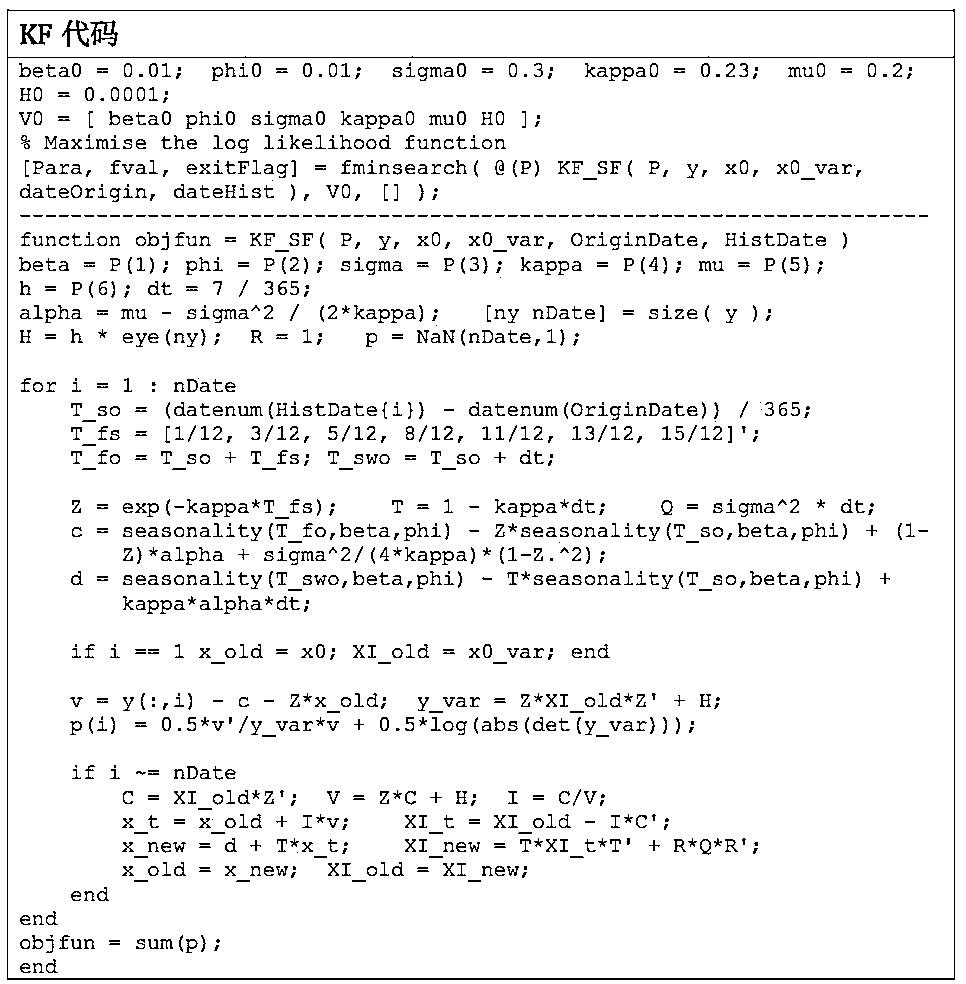 KF 代码
beta0 = 0.01;  phi0 = 0.01;  sigma0 = 0.3;  kappa0 = 0.23;  mu0 = 0.2;
H0 = 0.0001;
V0 = [ beta0 phi0 sigma0 kappa0 mu0 H0 ];
% Maximise the log likelihood function
[Para, fval, exitFlag] = fminsearch( @(P) KF_SF( P, y, x0, x0_var,
dateOrigin, dateHist ), V0, [] );
----------------------------------------------------------------------
function objfun = KF_SF( P, y, x0, x0_var, OriginDate, HistDate )
beta = P(1); phi = P(2); sigma = P(3); kappa = P(4); mu = P(5);
h = P(6); dt = 7 / 365;
alpha = mu - sigma^2 / (2*kappa);   [ny nDate] = size( y );
H = h * eye(ny);  R = 1;   p = NaN(nDate,1);
for i = 1 : nDate
    T_so = (datenum(HistDate{i}) - datenum(OriginDate)) / 365;
    T_fs = [1/12, 3/12, 5/12, 8/12, 11/12, 13/12, 15/12]';
    T_fo = T_so + T_fs; T_swo = T_so + dt;
    Z = exp(-kappa*T_fs);    T = 1 - kappa*dt;    Q = sigma^2 * dt;
    c = seasonality(T_fo,beta,phi) - Z*seasonality(T_so,beta,phi) + (1-
        Z)*alpha + sigma^2/(4*kappa)*(1-Z.^2);
    d = seasonality(T_swo,beta,phi) - T*seasonality(T_so,beta,phi) +
        kappa*alpha*dt;
    if i == 1 x_old = x0; XI_old = x0_var; end
    v = y(:,i) - c - Z*x_old;  y_var = Z*XI_old*Z' + H;
    p(i) = 0.5*v'/y_var*v + 0.5*log(abs(det(y_var)));
    if i ~= nDate
        C = XI_old*Z';  V = Z*C + H;  I = C/V;
        x_t = x_old + I*v;    XI_t = XI_old - I*C';
        x_new = d + T*x_t;    XI_new = T*XI_t*T' + R*Q*R';
        x_old = x_new;  XI_old = XI_new;
    end
end
objfun = sum(p);
end